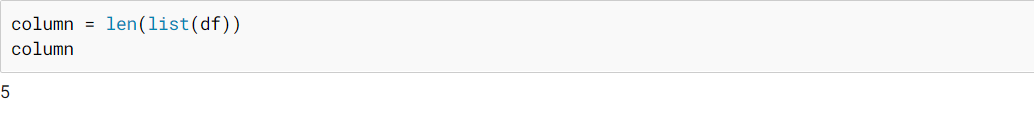 column = len(list(df))
column
5